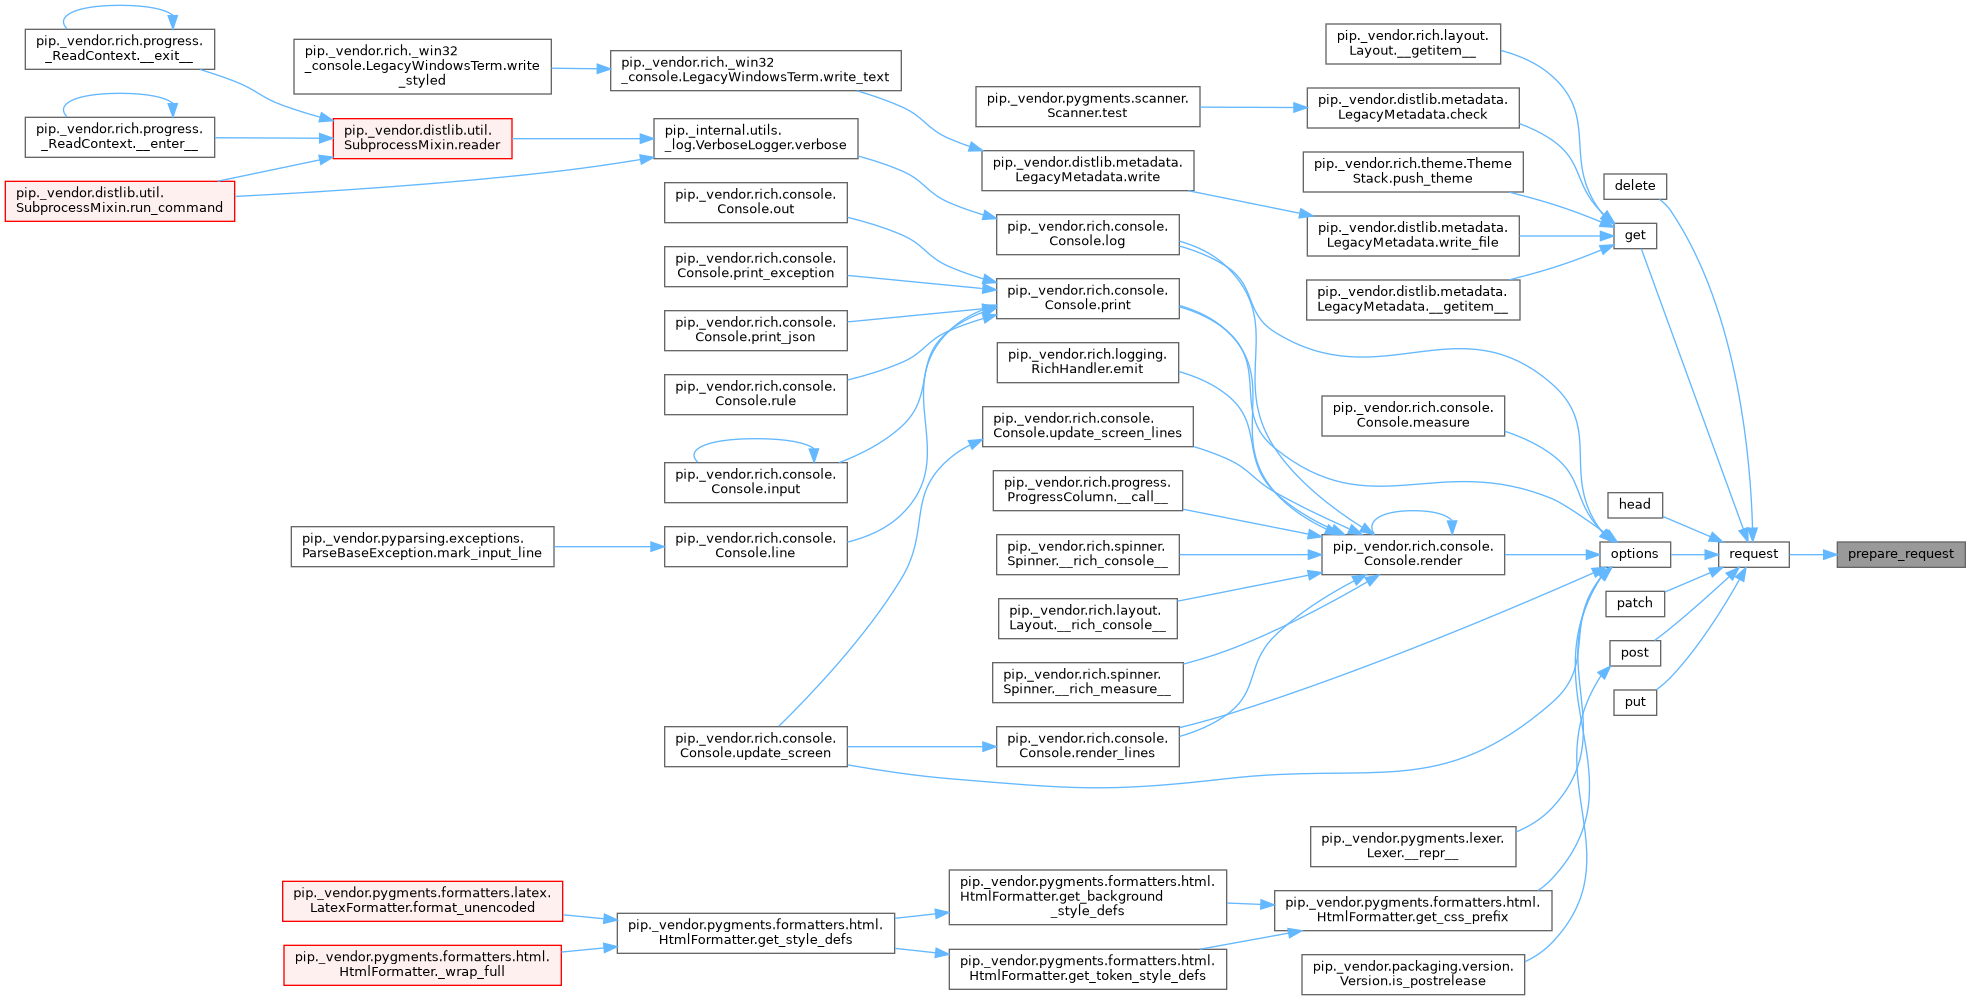 pip._vendor.rich.progress.
_ReadContext.__exit__
pip._vendor.rich.progress.
_ReadContext.__enter__
pip._vendor.distlib.util.
SubprocessMixin.run_command
pip._vendor.rich._win32
_console.LegacyWindowsTerm.write
_styled
pip._vendor.distlib.util.
SubprocessMixin.reader
pip._vendor.pyparsing.exceptions.
ParseBaseException.mark_input_line
pip._vendor.pygments.formatters.latex.
LatexFormatter.format_unencoded
pip._vendor.pygments.formatters.html.
HtmlFormatter._wrap_full
pip._vendor.rich._win32
_console.LegacyWindowsTerm.write_text
pip._internal.utils.
_log.VerboseLogger.verbose
pip._vendor.rich.console.
Console.out
pip._vendor.rich.console.
Console.print_exception
pip._vendor.rich.console.
Console.print_json
pip._vendor.rich.console.
Console.rule
pip._vendor.rich.console.
Console.input
pip._vendor.rich.console.
Console.line
pip._vendor.rich.console.
Console.update_screen
pip._vendor.pygments.formatters.html.
HtmlFormatter.get_style_defs
pip._vendor.pygments.scanner.
Scanner.test
pip._vendor.distlib.metadata.
LegacyMetadata.write
pip._vendor.rich.console.
Console.log
pip._vendor.rich.console.
Console.print
pip._vendor.rich.logging.
RichHandler.emit
pip._vendor.rich.console.
Console.update_screen_lines
pip._vendor.rich.progress.
ProgressColumn.__call__
pip._vendor.rich.spinner.
Spinner.__rich_console__
pip._vendor.rich.layout.
Layout.__rich_console__
pip._vendor.rich.spinner.
Spinner.__rich_measure__
pip._vendor.rich.console.
Console.render_lines
pip._vendor.pygments.formatters.html.
HtmlFormatter.get_background
_style_defs
pip._vendor.pygments.formatters.html.
HtmlFormatter.get_token_style_defs
pip._vendor.rich.layout.
Layout.__getitem__
pip._vendor.distlib.metadata.
LegacyMetadata.check
pip._vendor.rich.theme.Theme
Stack.push_theme
pip._vendor.distlib.metadata.
LegacyMetadata.write_file
pip._vendor.distlib.metadata.
LegacyMetadata.__getitem__
pip._vendor.rich.console.
Console.measure
pip._vendor.rich.console.
Console.render
pip._vendor.pygments.lexer.
Lexer.__repr__
pip._vendor.pygments.formatters.html.
HtmlFormatter.get_css_prefix
pip._vendor.packaging.version.
Version.is_postrelease
delete
get
head
options
patch
post
put
request
prepare_request